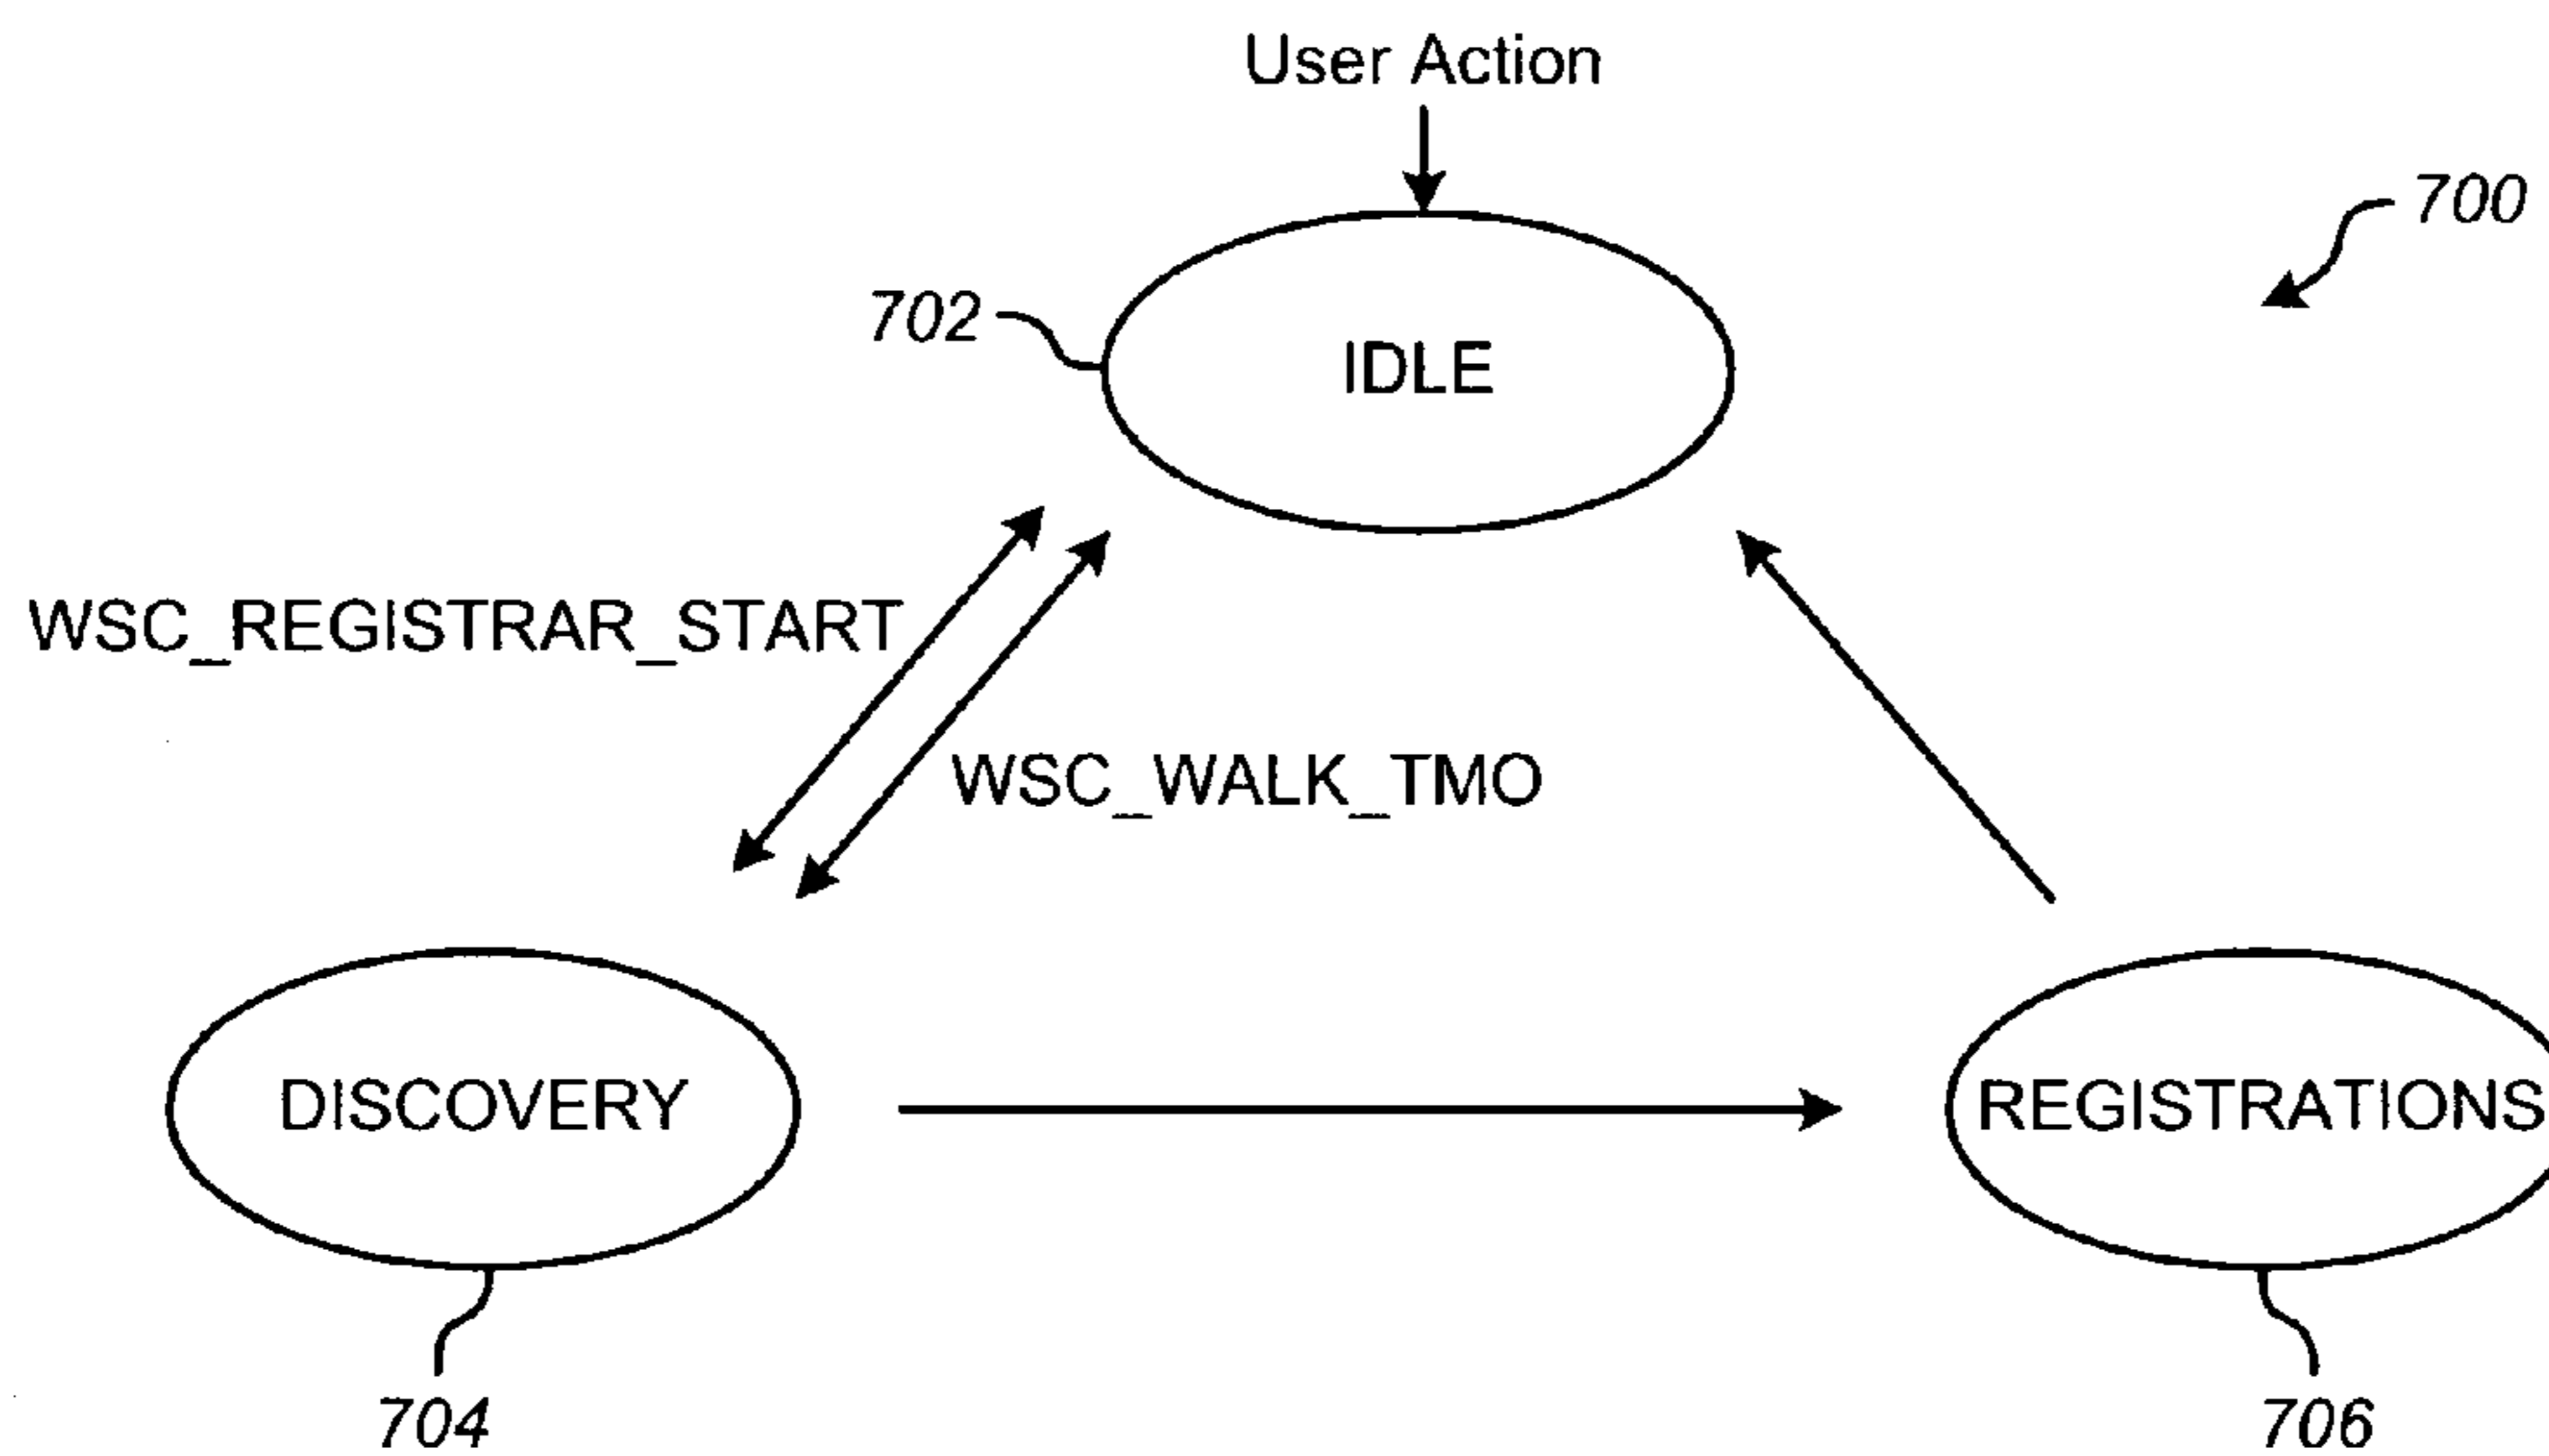 User Action
700
702
IDLE
WSC_REGISTRAR_START
WSC_WALK_TMO
DISCOVERY
REGISTRATIONS
704
706